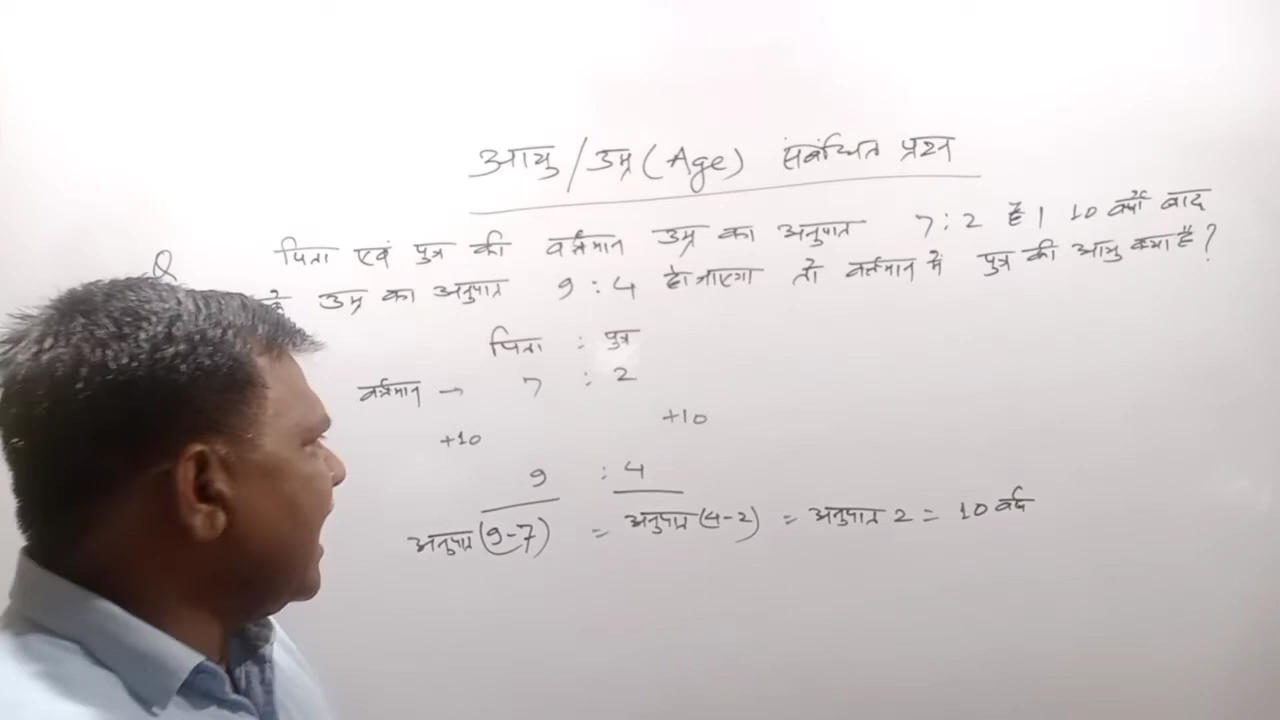 आयु/उम्र (Age) संबंधित प्रश्न
Q पिता एवं पुत्र की वर्तमान उम्र का अनुपात 7:2 है। 10 वर्षों बाद
के उम्र का अनुपात 9:4 हो जाएगा तो वर्तमान में पुत्र की आयु क्या है?
पिता : पुत्र
वर्तमान → 7 : 2
+10 +10
9 : 4
अनुपात (9-7) = अनुपात (4-2) = अनुपात 2 = 10 वर्ष